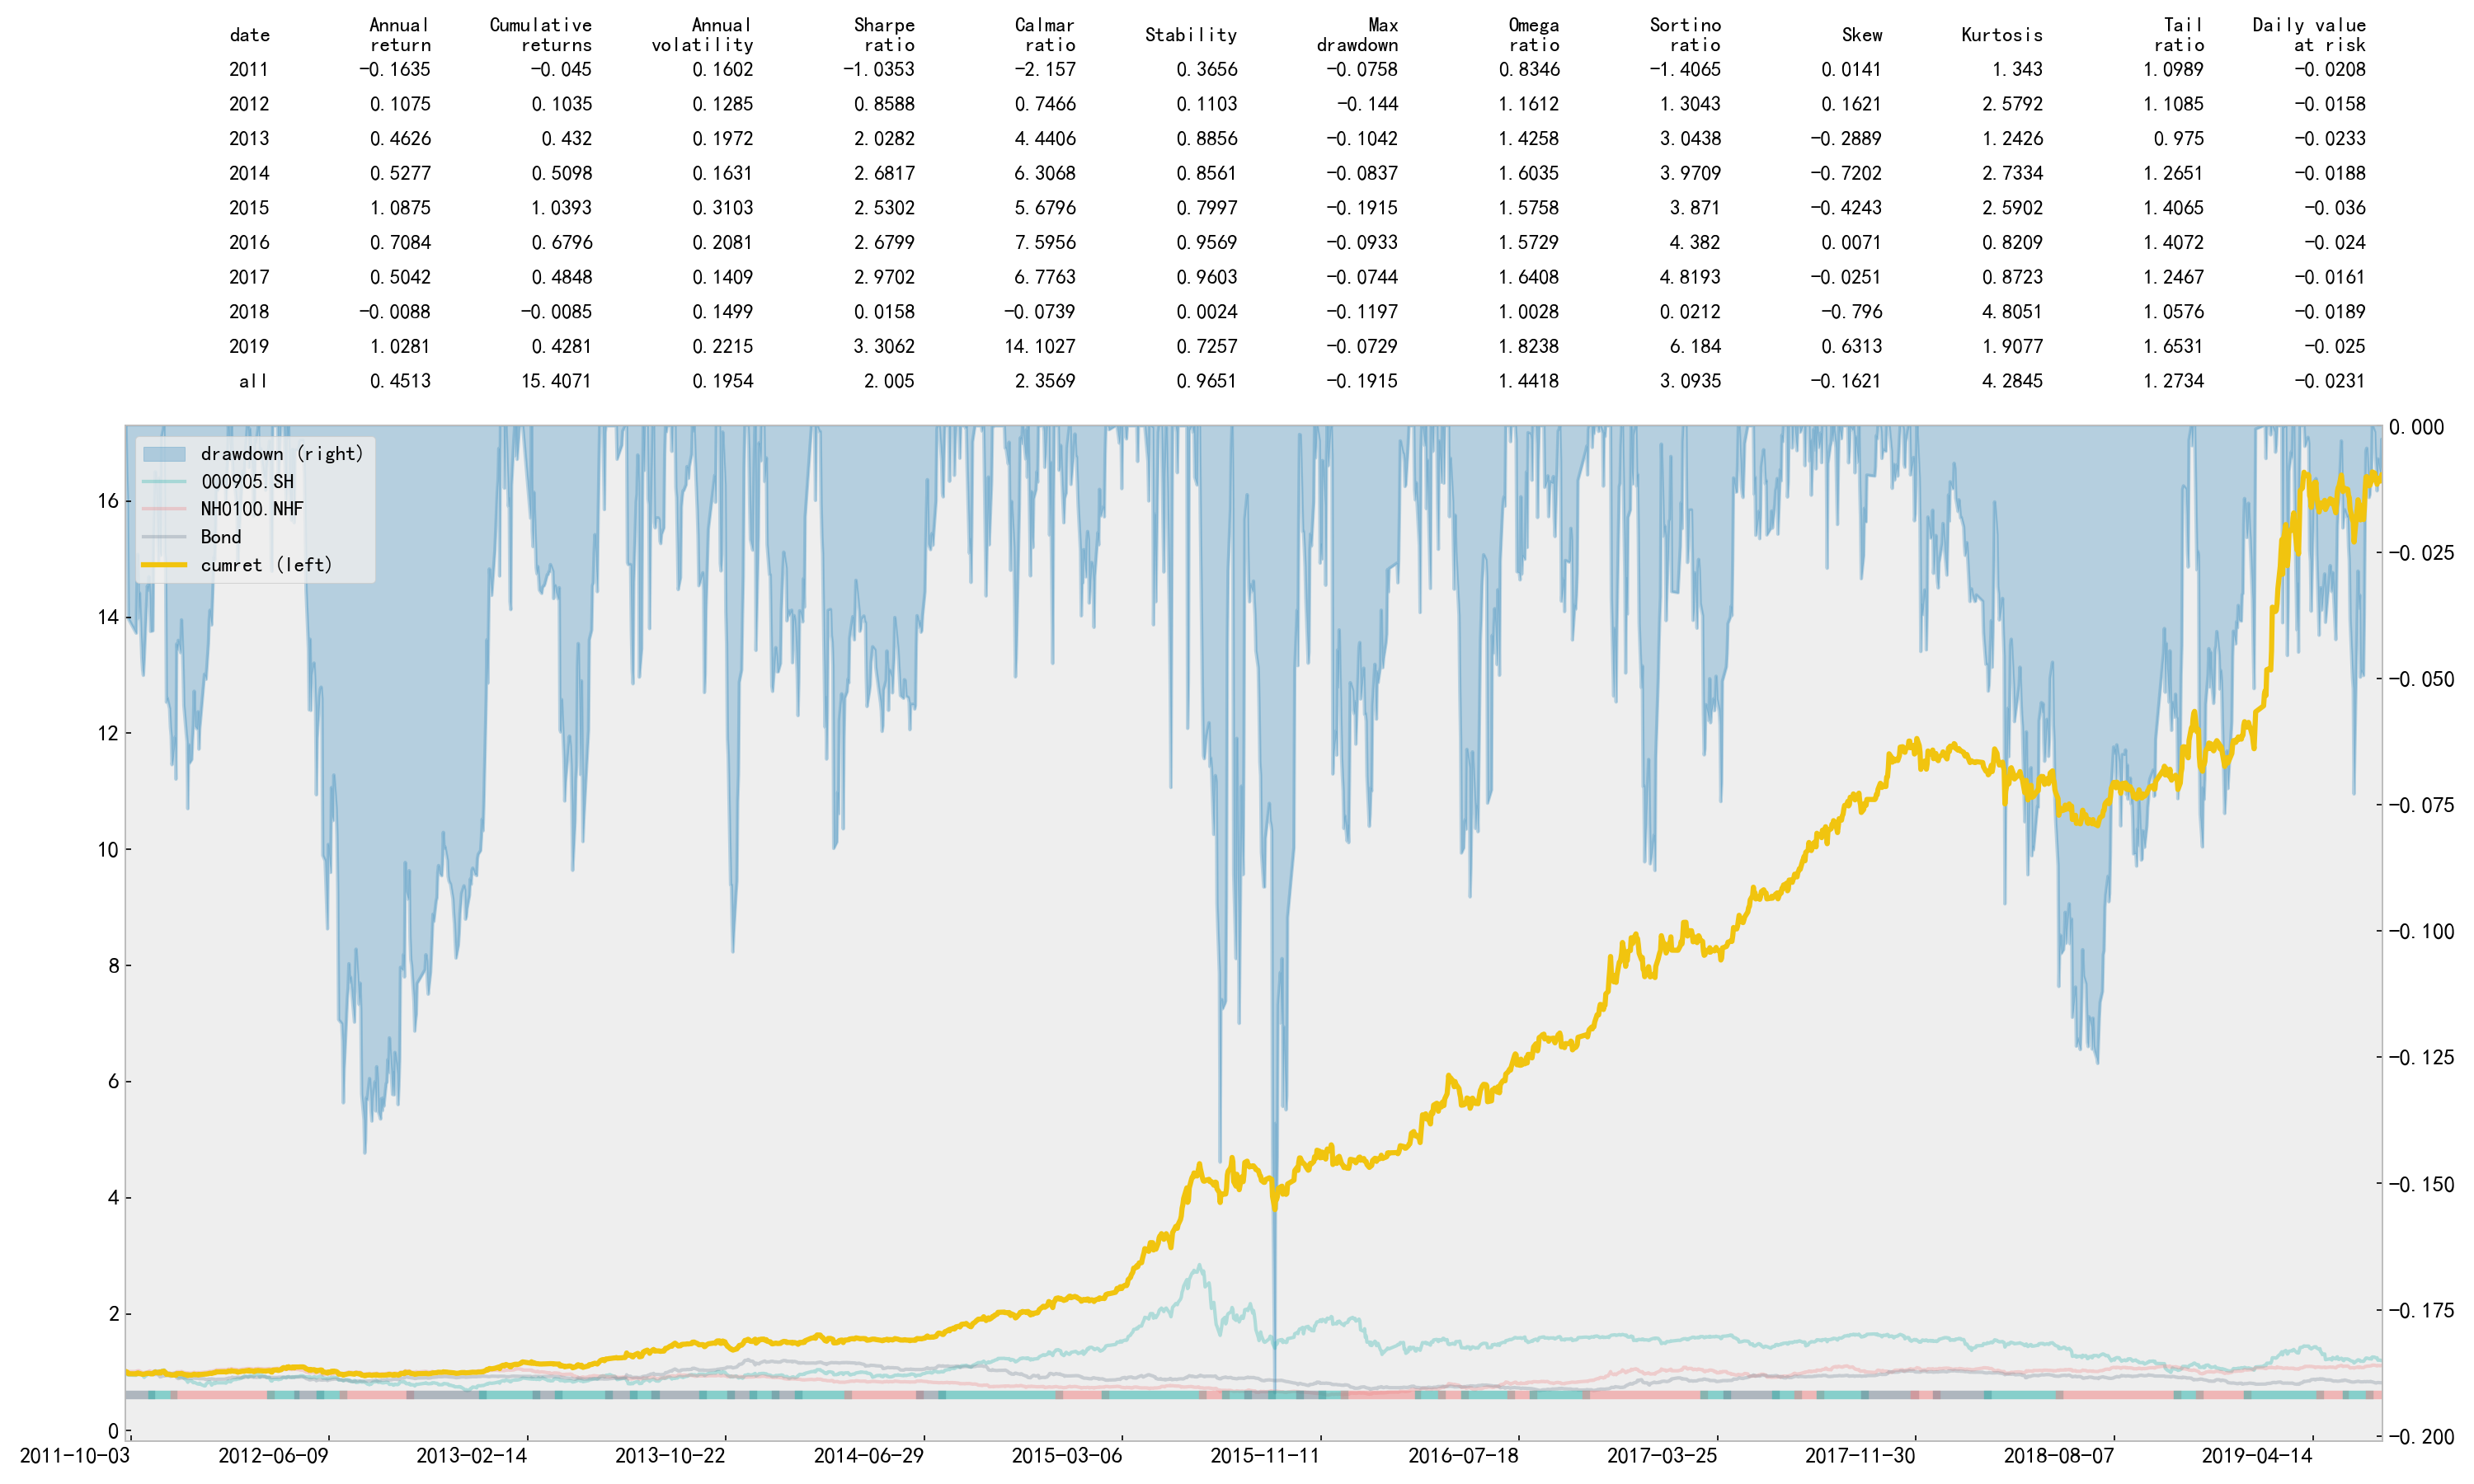 date Annual return Cumulative returns Annual volatility Sharpe ratio Calmar ratio Stability Max drawdown Omega ratio Sortino ratio Skew Kurtosis Tail ratio Daily value at risk
2011 -0.1635 -0.045 0.1602 -1.0353 -2.157 0.3656 -0.0758 0.8346 -1.4065 0.0141 1.343 1.0989 -0.0208
2012 0.1075 0.1035 0.1285 0.8588 0.7466 0.1103 -0.144 1.1612 1.3043 0.1621 2.5792 1.1085 -0.0158
2013 0.4626 0.432 0.1972 2.0282 4.4406 0.8856 -0.1042 1.4258 3.0438 -0.2889 1.2426 0.975 -0.0233
2014 0.5277 0.5098 0.1631 2.6817 6.3068 0.8561 -0.0837 1.6035 3.9709 -0.7202 2.7334 1.2651 -0.0188
2015 1.0875 1.0393 0.3103 2.5302 5.6796 0.7997 -0.1915 1.5758 3.871 -0.4243 2.5902 1.4065 -0.036
2016 0.7084 0.6796 0.2081 2.6799 7.5956 0.9569 -0.0933 1.5729 4.382 0.0071 0.8209 1.4072 -0.024
2017 0.5042 0.4848 0.1409 2.9702 6.7763 0.9603 -0.0744 1.6408 4.8193 -0.0251 0.8723 1.2467 -0.0161
2018 -0.0088 -0.0085 0.1499 0.0158 -0.0739 0.0024 -0.1197 1.0028 0.0212 -0.796 4.8051 1.0576 -0.0189
2019 1.0281 0.4281 0.2215 3.3062 14.1027 0.7257 -0.0729 1.8238 6.184 0.6313 1.9077 1.6531 -0.025
all 0.4513 15.4071 0.1954 2.005 2.3569 0.9651 -0.1915 1.4418 3.0935 -0.1621 4.2845 1.2734 -0.0231
drawdown (right)
000905.SH
NH0100.NHF
Bond
cumret (left)
16
14
12
10
8
6
4
2
0
0.000
-0.025
-0.050
-0.075
-0.100
-0.125
-0.150
-0.175
-0.200
2011-10-03 2012-06-09 2013-02-14 2013-10-22 2014-06-29 2015-03-06 2015-11-11 2016-07-18 2017-03-25 2017-11-30 2018-08-07 2019-04-14